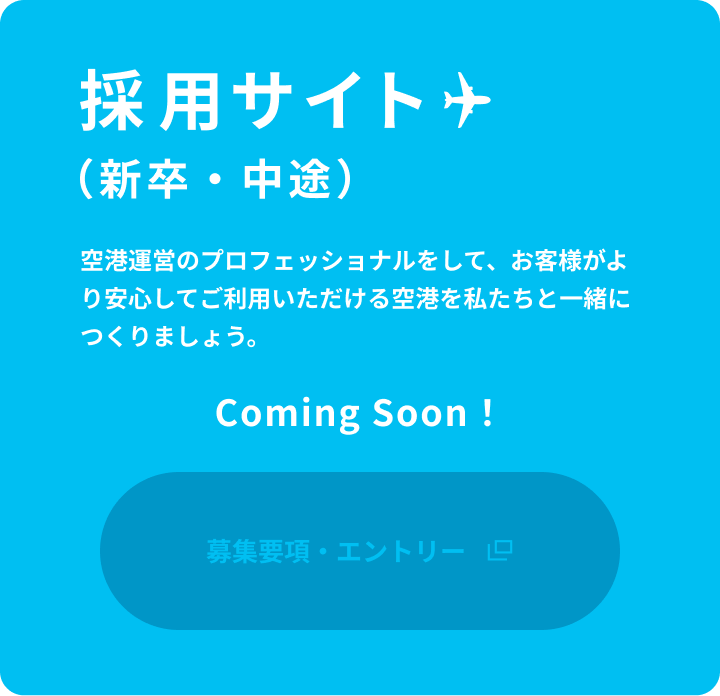 採用サイト
（新卒・中途）
空港運営のプロフェッショナルをして、お客様がよ
り安心してご利用いただける空港を私たちと一緒に
つくりましょう。
Coming Soon！
募集要項・エントリー